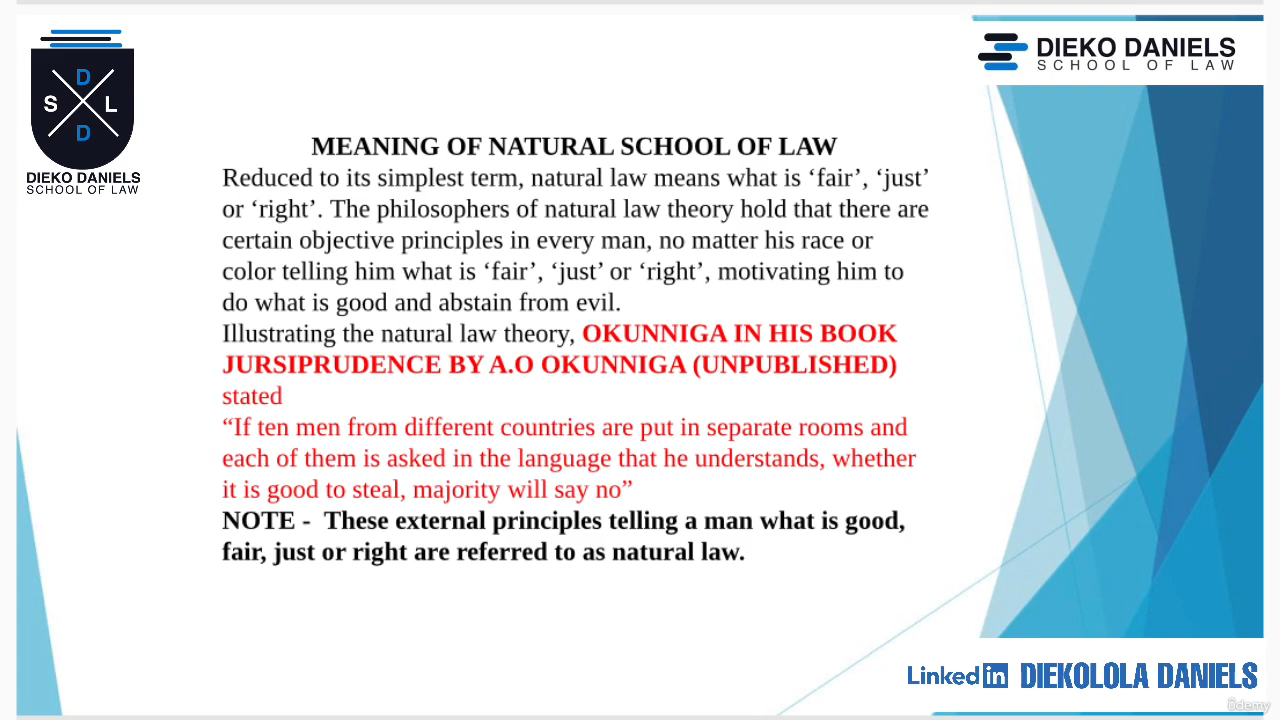 D
S L
D
DIEKO DANIELS
SCHOOL OF LAW
DIEKO DANIELS
SCHOOL OF LAW
MEANING OF NATURAL SCHOOL OF LAW
Reduced to its simplest term, natural law means what is ‘fair’, ‘just’
or ‘right’. The philosophers of natural law theory hold that there are
certain objective principles in every man, no matter his race or
color telling him what is ‘fair’, ‘just’ or ‘right’, motivating him to
do what is good and abstain from evil.
Illustrating the natural law theory, OKUNNIGA IN HIS BOOK
JURSIPRUDENCE BY A.O OKUNNIGA (UNPUBLISHED)
stated
“If ten men from different countries are put in separate rooms and
each of them is asked in the language that he understands, whether
it is good to steal, majority will say no”
NOTE -  These external principles telling a man what is good,
fair, just or right are referred to as natural law.
Linkedin DIEKOLOLA DANIELS
ûdemy